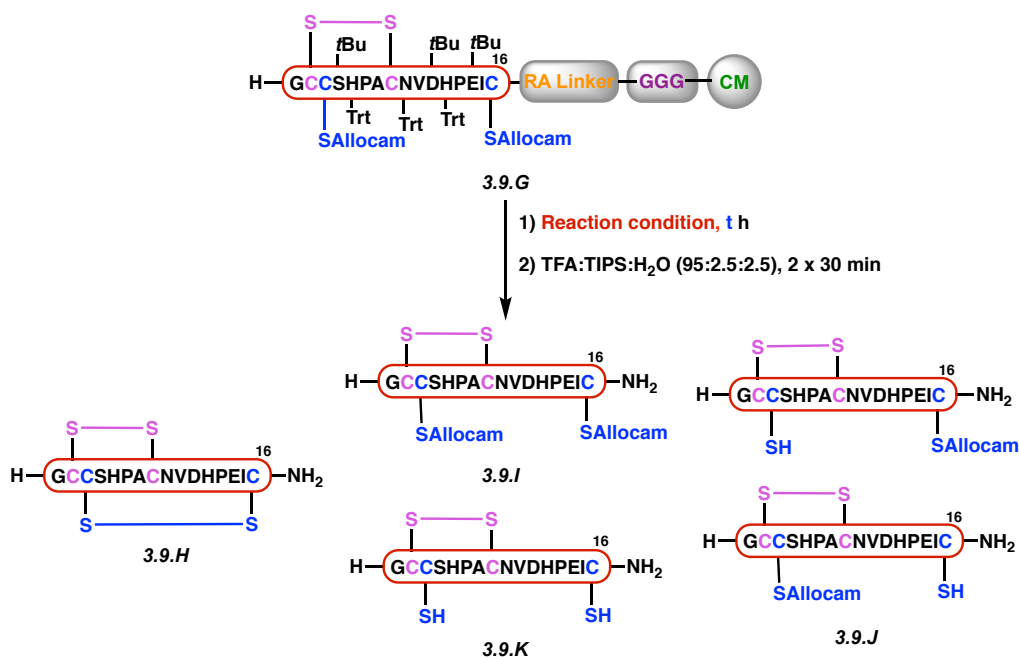 S S
tBu tBu tBu
16
H GCCSHPACNVDHPEIC RA Linker GGG CM
Trt Trt Trt
SAllocam SAllocam
3.9.G
1) Reaction condition, t h
2) TFA:TIPS:H2O (95:2.5:2.5), 2 x 30 min
S S
16
H GCCSHPACNVDHPEIC NH2
SAllocam SAllocam
3.9.I
S S
16
H GCCSHPACNVDHPEIC NH2
SH SAllocam
S S
16
H GCCSHPACNVDHPEIC NH2
S S
3.9.H
S S
16
H GCCSHPACNVDHPEIC NH2
SH SH
3.9.K
S S
16
H GCCSHPACNVDHPEIC NH2
SAllocam SH
3.9.J